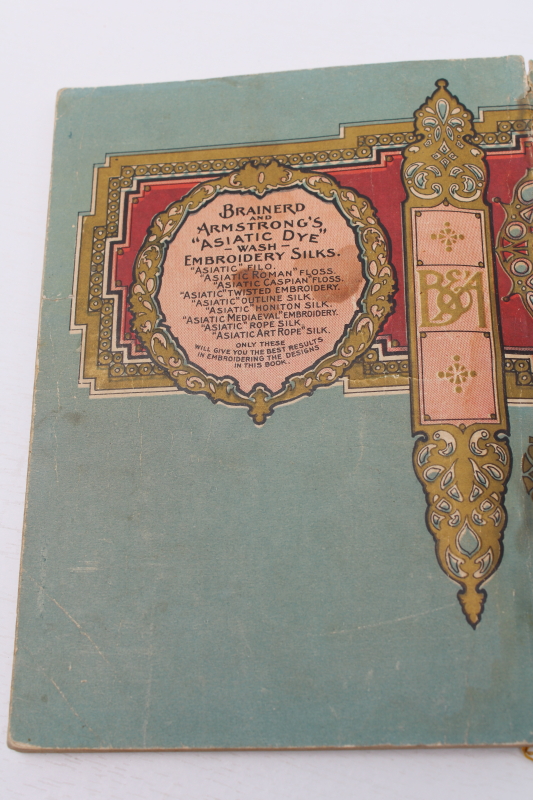 BRAINERD
AND
ARMSTRONG'S
"ASIATIC DYE"
– WASH –
EMBROIDERY SILKS.
"ASIATIC" FILO.
"ASIATIC ROMAN" FLOSS.
"ASIATIC CASPIAN" FLOSS.
"ASIATIC" TWISTED EMBROIDERY.
"ASIATIC" OUTLINE SILK.
"ASIATIC" HONITON SILK.
"ASIATIC MEDIAEVAL" EMBROIDERY.
"ASIATIC" ROPE SILK.
"ASIATIC ART ROPE" SILK.
ONLY THESE
WILL GIVE YOU THE BEST RESULTS
IN EMBROIDERING THE DESIGNS
IN THIS BOOK.
B&A